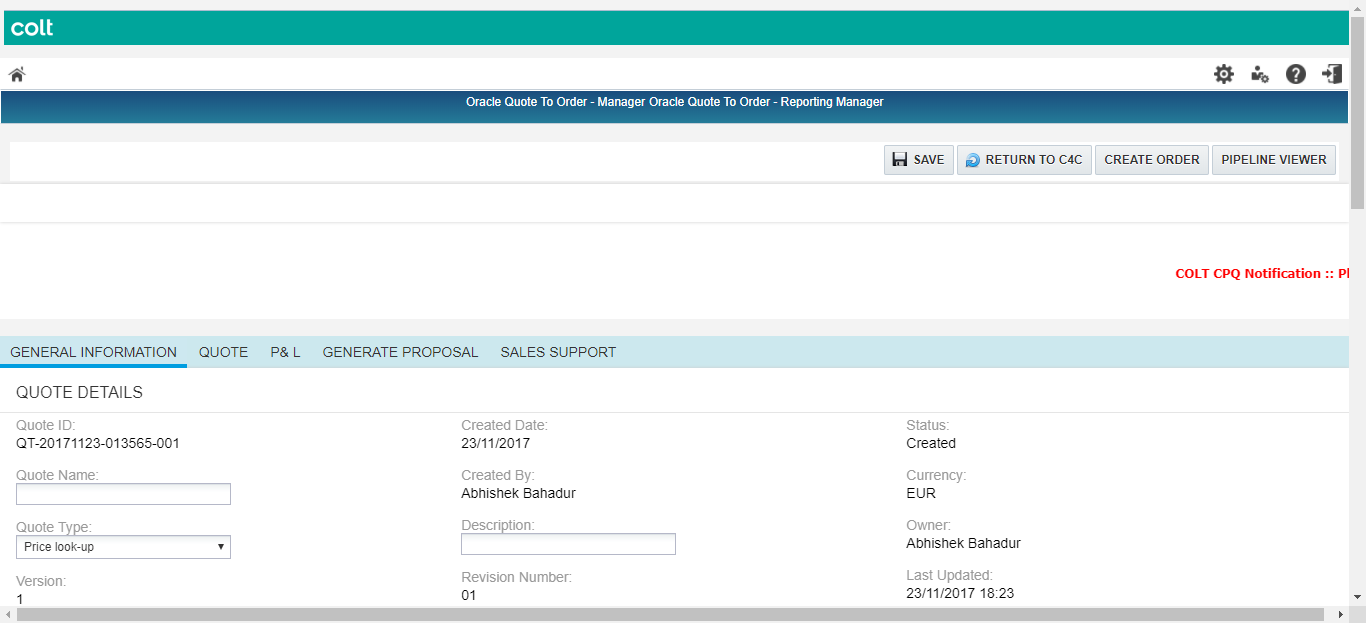 colt
Oracle Quote To Order - Manager Oracle Quote To Order - Reporting Manager
SAVE RETURN TO C4C CREATE ORDER PIPELINE VIEWER
COLT CPQ Notification :: Pl
GENERAL INFORMATION QUOTE P& L GENERATE PROPOSAL SALES SUPPORT
QUOTE DETAILS
Quote ID: Created Date: Status:
QT-20171123-013565-001 23/11/2017 Created
Quote Name: Created By: Currency:
Abhishek Bahadur EUR
Quote Type: Description: Owner:
Price look-up Abhishek Bahadur
Version: Revision Number: Last Updated:
1 01 23/11/2017 18:23